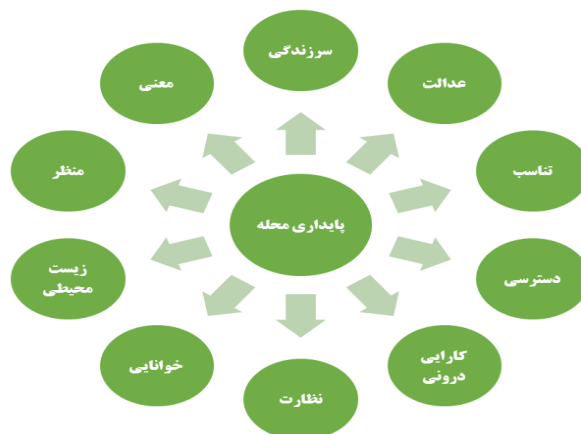 سرزندگی
عدالت
تناسب
دسترسی
کارایی
درونی
نظارت
خوانایی
زیست
محیطی
منظر
معنی
پایداری محله